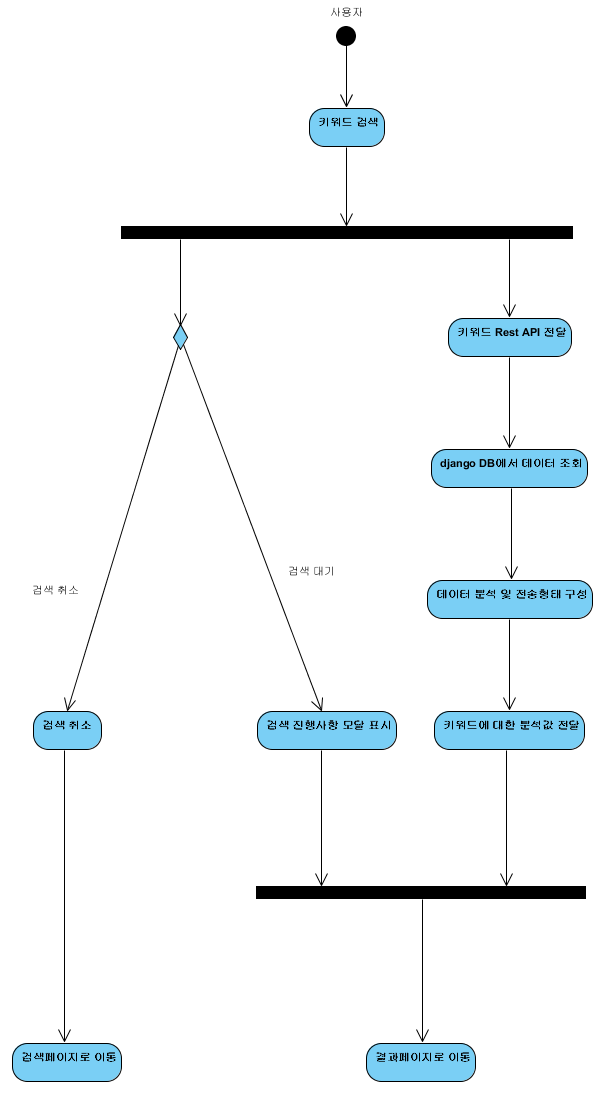 사용자
키워드 검색
키워드 Rest API 전달
django DB에서 데이터 조회
검색 대기
검색 취소
데이터 분석 및 전송형태 구성
검색 취소
검색 진행사항 모달 표시
키워드에 대한 분석값 전달
검색페이지로 이동
결과페이지로 이동